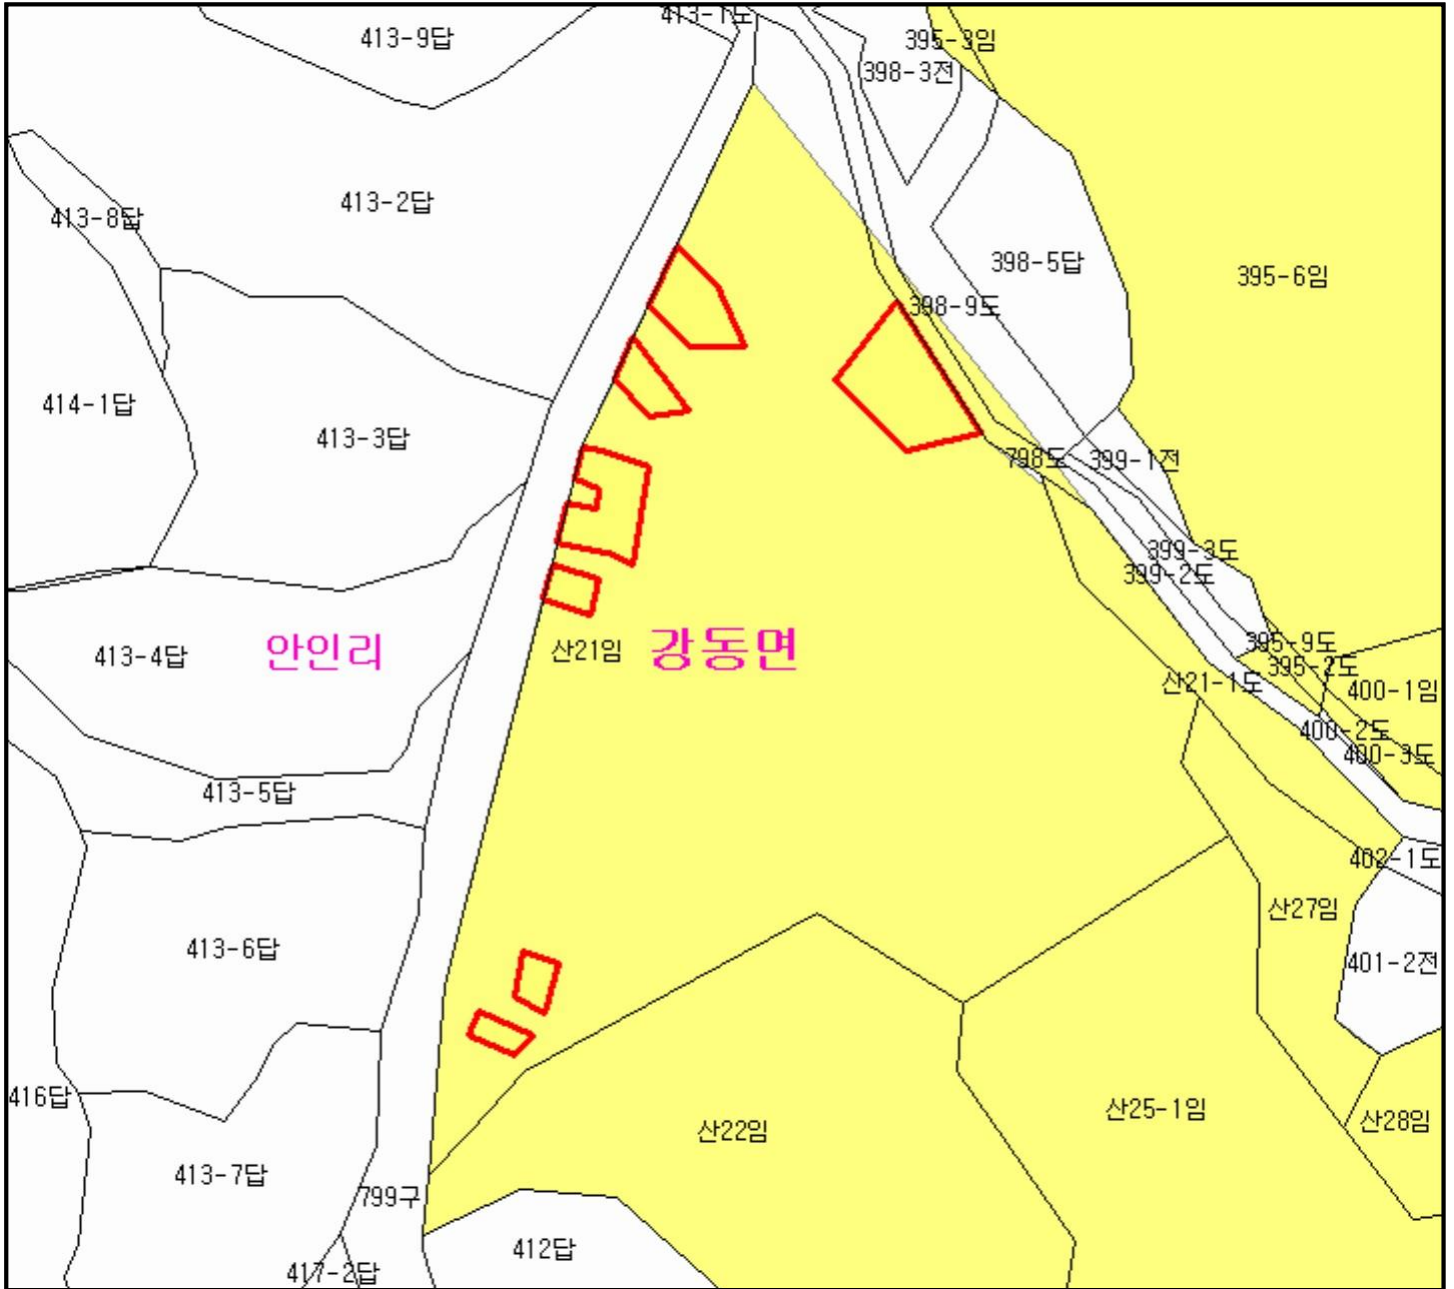 413-1도
413-9답
395-3임
398-3전
413-2답
413-8답
398-5답
395-6임
398-9도
414-1답
413-3답
798도
399-1전
399-3도
399-2도
395-9도
413-4답
안인리
산21임
강동면
395-2도
산21-1도
400-1임
400-2도
400-3도
413-5답
402-1도
산27임
413-6답
401-2전
416답
산25-1임
산28임
산22임
413-7답
799구
412답
417-2답